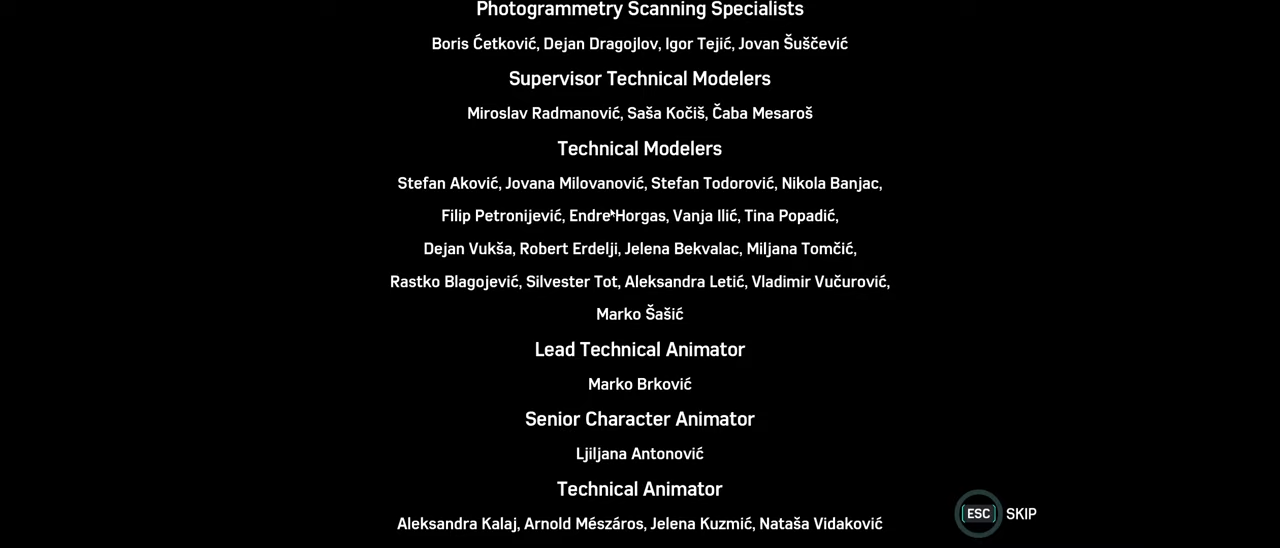 Photogrammetry Scanning Specialists
Boris Ćetković, Dejan Dragojlov, Igor Tejić, Jovan Šuščević
Supervisor Technical Modelers
Miroslav Radmanović, Saša Kočiš, Čaba Mesaroš
Technical Modelers
Stefan Aković, Jovana Milovanović, Stefan Todorović, Nikola Banjac,
Filip Petronijević, Endre Horgas, Vanja Ilić, Tina Popadić,
Dejan Vukša, Robert Erdelji, Jelena Bekvalac, Miljana Tomčić,
Rastko Blagojević, Silvester Tot, Aleksandra Letić, Vladimir Vučurović,
Marko Šašić
Lead Technical Animator
Marko Brković
Senior Character Animator
Ljiljana Antonović
Technical Animator
ESC SKIP
Aleksandra Kalaj, Arnold Mészáros, Jelena Kuzmić, Nataša Vidaković